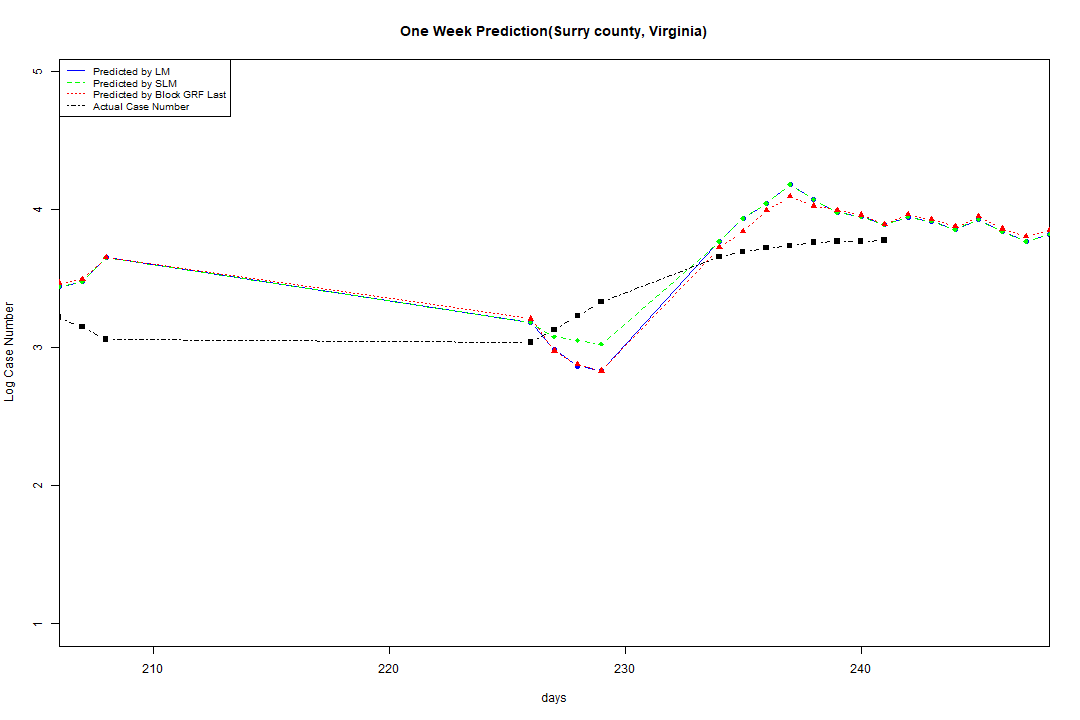 One Week Prediction(Surry county, Virginia)
Predicted by LM
Predicted by SLM
Predicted by Block GRF Last
Actual Case Number
5
4
3
2
1
Log Case Number
210
220
230
240
days